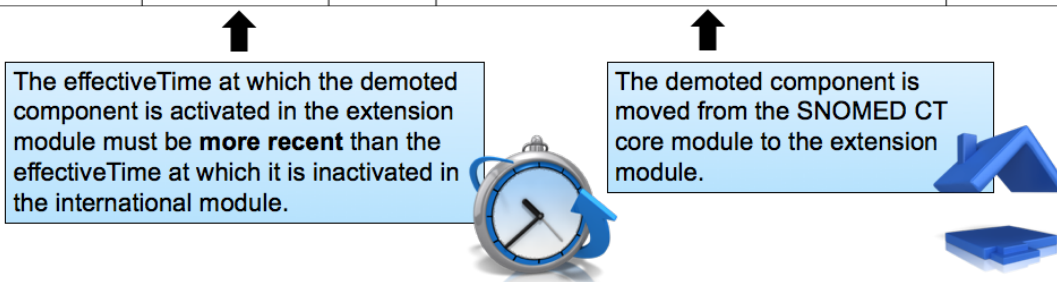 The effectiveTime at which the demoted
component is activated in the extension
module must be more recent than the
effectiveTime at which it is inactivated in
the international module.
The demoted component is
moved from the SNOMED CT
core module to the extension
module.